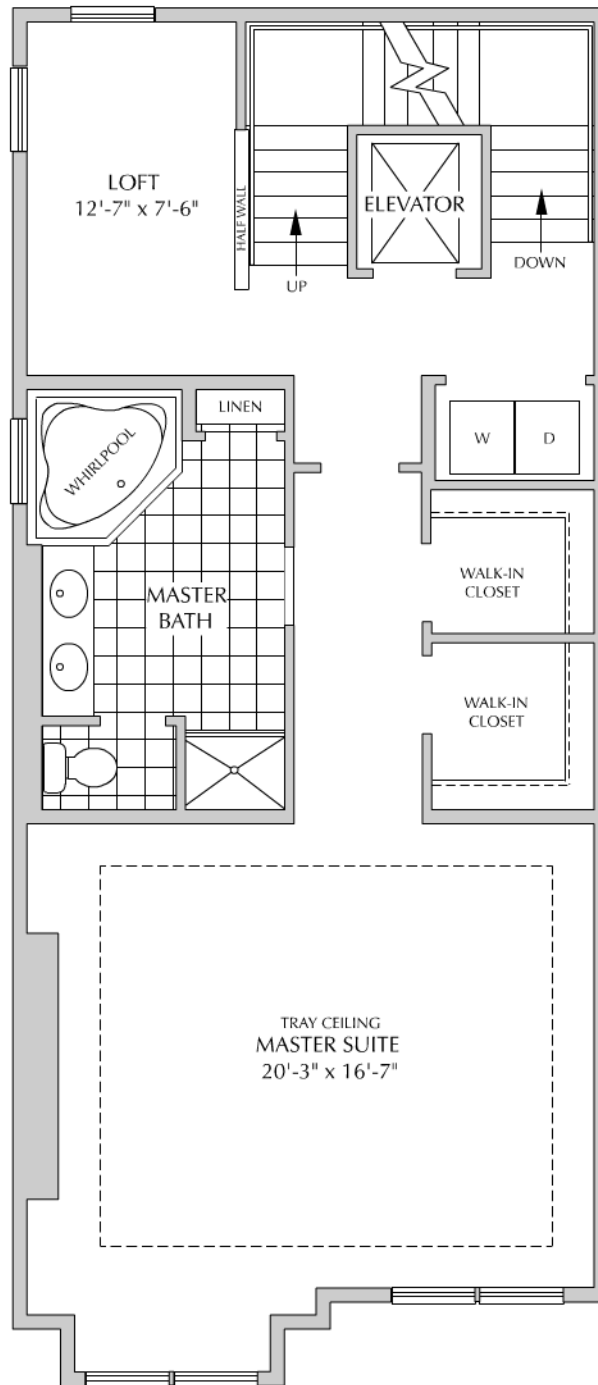 LOFT
12'-7" x 7'-6"
HALF WALL
ELEVATOR
UP
DOWN
LINEN
WHIRLPOOL
W
D
WALK-IN
CLOSET
MASTER
BATH
WALK-IN
CLOSET
TRAY CEILING
MASTER SUITE
20'-3" x 16'-7"